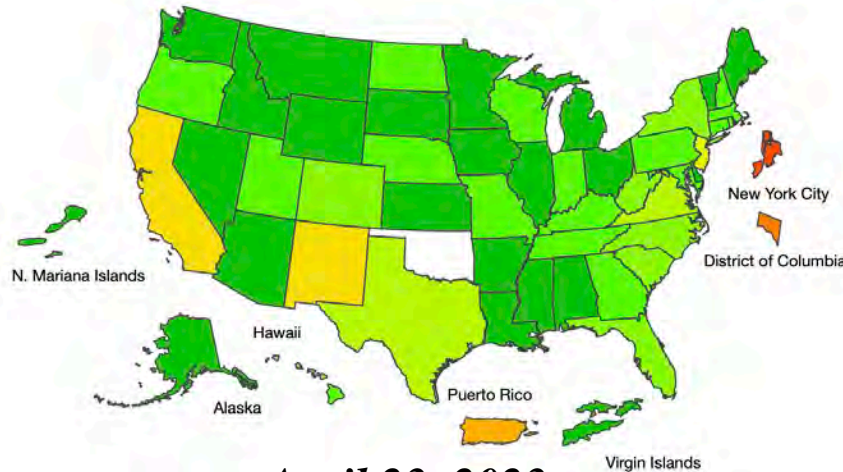 New York City
District of Columbia
N. Mariana Islands
Hawaii
Alaska
Puerto Rico
Virgin Islands